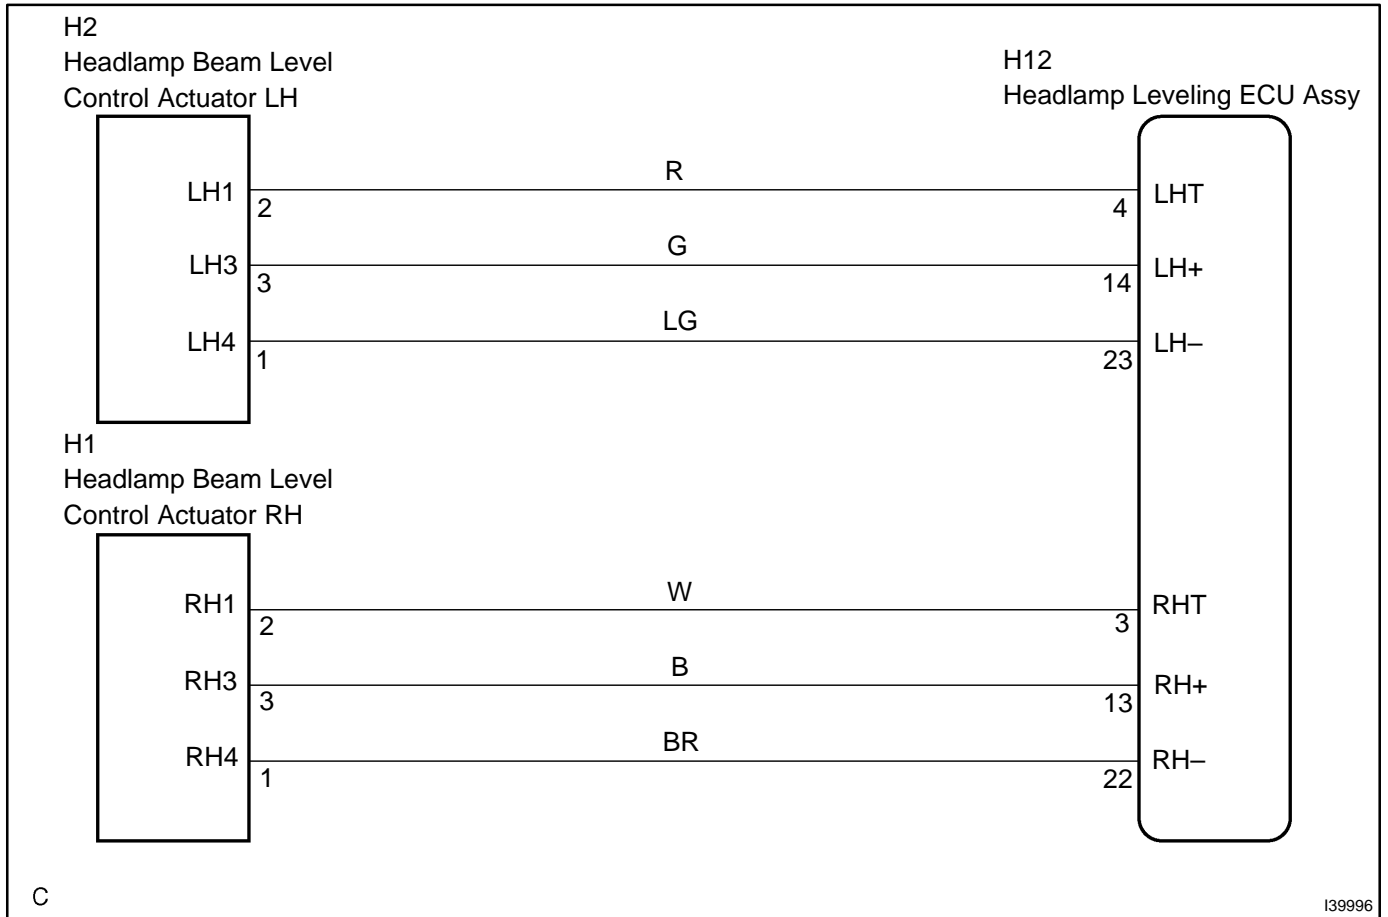 H2
Headlamp Beam Level
Control Actuator LH
H12
Headlamp Leveling ECU Assy
LH1
2
R
4
LHT
LH3
3
G
14
LH+
LH4
1
LG
23
LH–
H1
Headlamp Beam Level
Control Actuator RH
RH1
2
W
3
RHT
RH3
3
B
13
RH+
RH4
1
BR
22
RH–
C
I39996